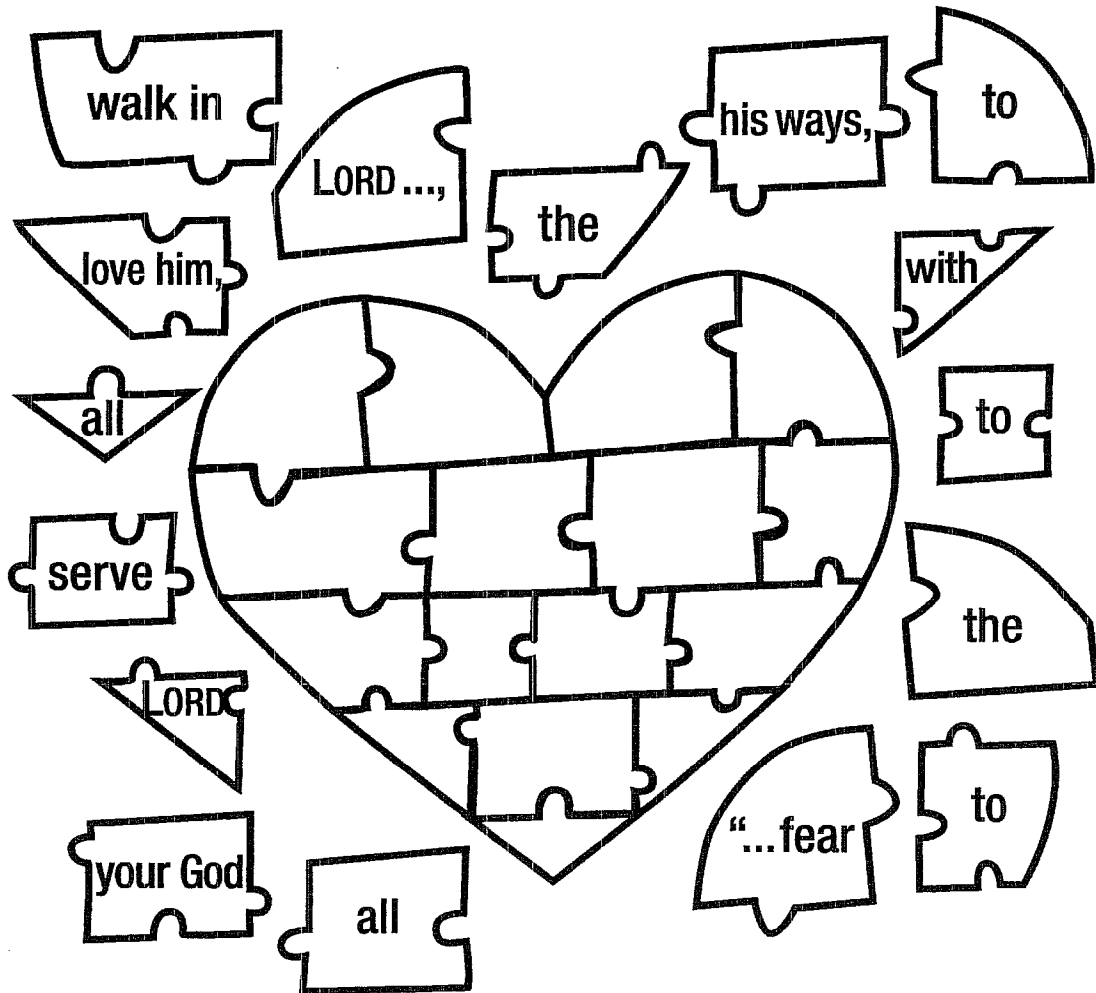 walk in
LORD ...,
the
his ways,
to
love him,
with
all
to
serve
the
LORD
"...fear
to
your God
all